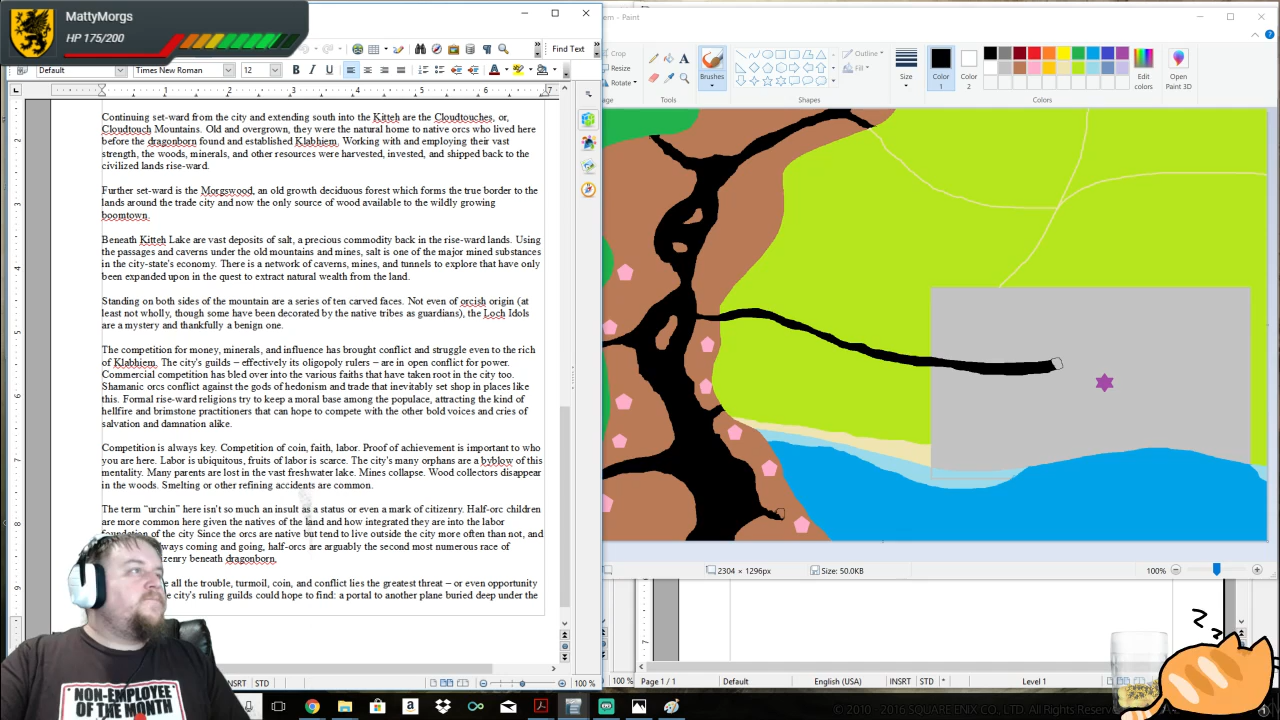 MattyMorgs
HP 175/200
Find Text
Default
Times New Roman
12
1 2 3 4 5 6 7
Continuing set-ward from the city and extending south into the Kitteh are the Cloudtouches, or,
Cloudtouch Mountains. Old and overgrown, they were the natural home to native orcs who lived here
before the dragonborn found and established Klabhiem. Working with and employing their vast
strength, the woods, minerals, and other resources were harvested, invested, and shipped back to the
civilized lands rise-ward.
Further set-ward is the Morgswood, an old growth deciduous forest which forms the true border to the
lands around the trade city and now the only source of wood available to the wildly growing
boomtown.
Beneath Kitteh Lake are vast deposits of salt, a precious commodity back in the rise-ward lands. Using
the passages and caverns under the old mountains and mines, salt is one of the major mined substances
in the city-state's economy. There is a network of caverns, mines, and tunnels to explore that have only
been expanded upon in the quest to extract natural wealth from the land.
Standing on both sides of the mountain are a series of ten carved faces. Not even of orcish origin (at
least not wholly, though some have been decorated by the native tribes as guardians), the Loch Idols
are a mystery and thankfully a benign one.
The competition for money, minerals, and influence has brought conflict and struggle even to the rich
of Klabhiem. The city's guilds – effectively its oligopoly rulers – are in open conflict for power.
Commercial competition has bled over into the various faiths that have taken root in the city too.
Shamanic orcs conflict against the gods of hedonism and trade that inevitably set shop in places like
this. Formal rise-ward religions try to keep a moral base among the populace, attracting the kind of
hellfire and brimstone practitioners that can hope to compete with the other bold voices and cries of
salvation and damnation alike.
Competition is always key. Competition of coin, faith, labor. Proof of achievement is important to who
you are here. Labor is ubiquitous, fruits of labor is scarce. The city's many orphans are a byblow of this
mentality. Many parents are lost in the vast freshwater lake. Mines collapse. Wood collectors disappear
in the woods. Smelting or other refining accidents are common.
The term “urchin” here isn't so much an insult as a status or even a mark of citizenry. Half-orc children
are more common here given the natives of the land and how integrated they are into the labor
foundation of the city Since the orcs are native but tend to live outside the city more often than not, and
ways coming and going, half-orcs are arguably the second most numerous race of
zenry beneath dragonborn.
all the trouble, turmoil, coin, and conflict lies the greatest threat – or even opportunity
city's ruling guilds could hope to find: a portal to another plane buried deep under the
2
3
4
5
6
7
8
9
INSRT STD
100 %
- Paint
Crop
Resize
Rotate
Tools
Brushes
Outline
Fill
Shapes
Size
Color
1
Color
2
Edit
colors
Open
Paint 3D
Colors
2304 × 1296px
Size: 50.0KB
100%
7
100 %
Page 1 / 1
Default
English (USA)
INSRT
STD
*
Level 1
100 %
NON-EMPLOYEE
OF THE MONTH
z
z
© 2010 - 2016 SQUARE ENIX CO., LTD. All Rights Reserved.